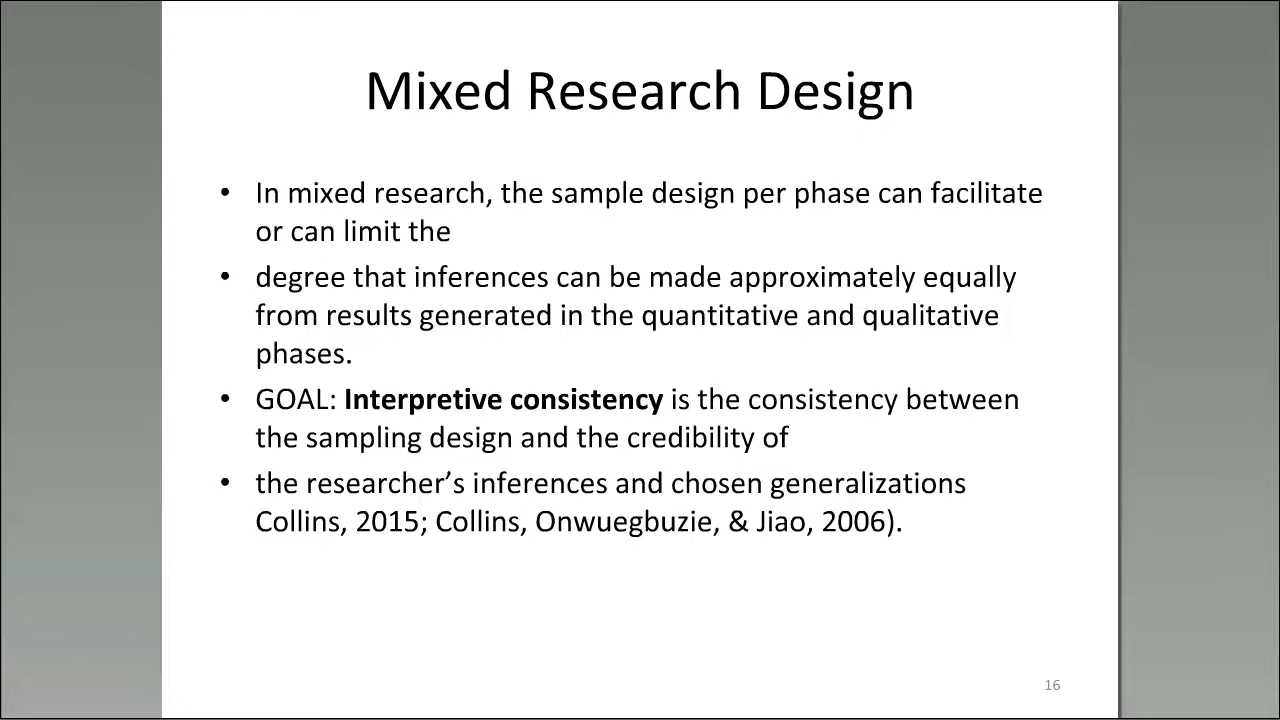 Mixed Research Design
• In mixed research, the sample design per phase can facilitate
or can limit the
• degree that inferences can be made approximately equally
from results generated in the quantitative and qualitative
phases.
• GOAL: Interpretive consistency is the consistency between
the sampling design and the credibility of
• the researcher’s inferences and chosen generalizations
Collins, 2015; Collins, Onwuegbuzie, & Jiao, 2006).
16